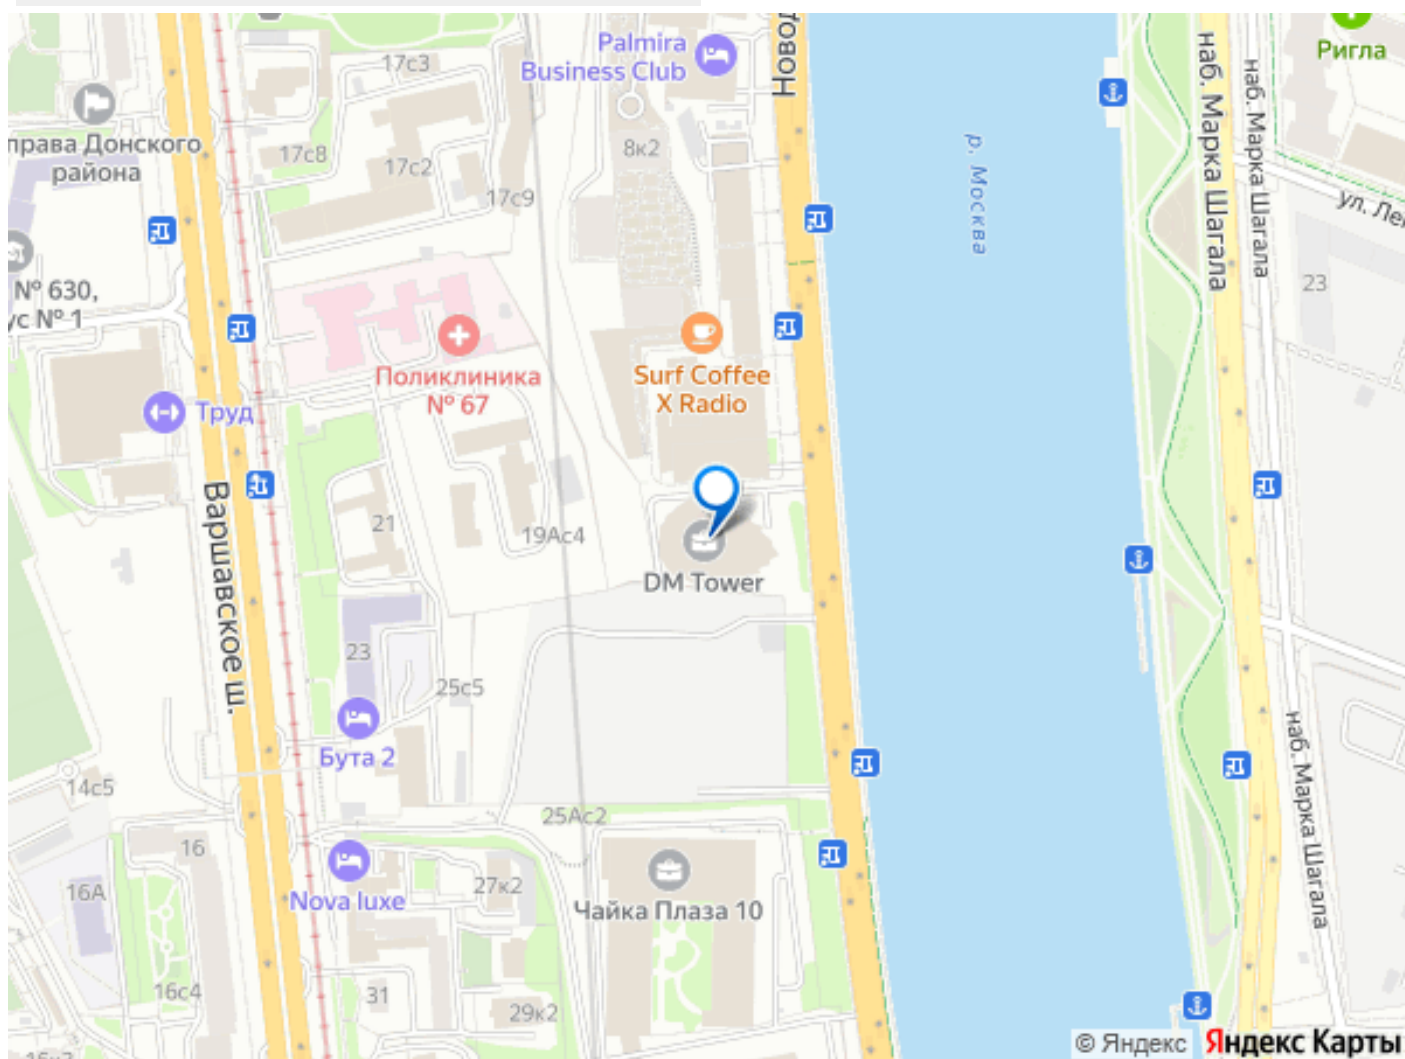 Palmira
Business Club
Ригла
17с3
права Донского
района
17с8
17с2
8к2
17с9
р. Москва
наб. Марка Шагала
наб. Марка Шагала
23
№ 630,
ус № 1
Поликлиника
№ 67
Surf Coffee
X Radio
Труд
Варшавское ш.
21
19Ас4
DM Tower
23
25с5
Бута 2
14с5
25Ас2
наб. Марка Шагала
16
16А
Nova luxe
27к2
Чайка Плаза 10
16с4
31
29к2
© Яндекс
Яндекс Карты